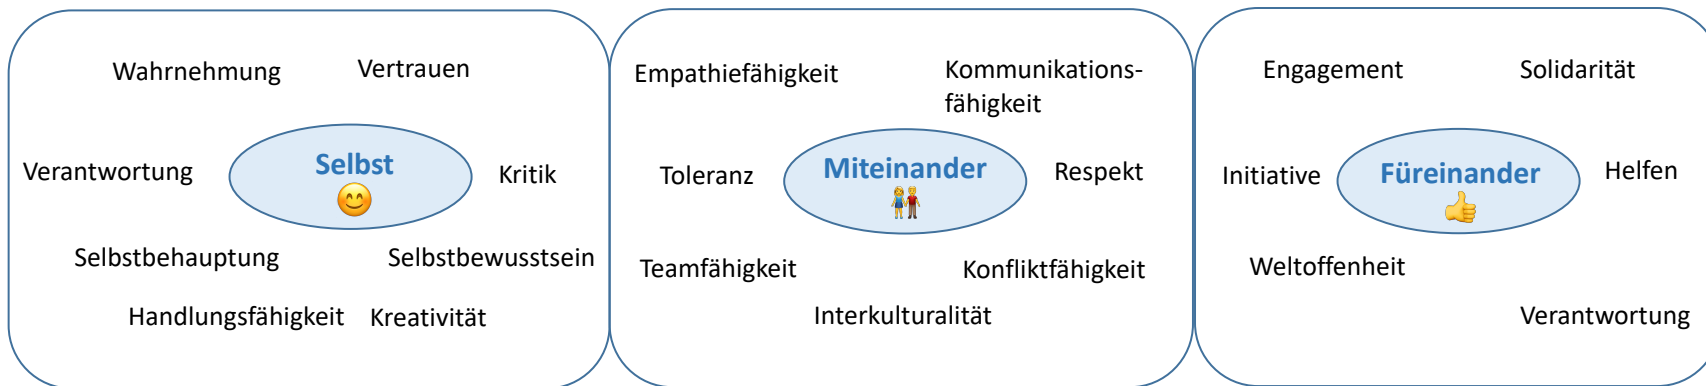 Wahrnehmung
Vertrauen
Verantwortung
Selbst
Kritik
Selbstbehauptung
Selbstbewusstsein
Handlungsfähigkeit
Kreativität
Empathiefähigkeit
Kommunikations-
fähigkeit
Toleranz
Miteinander
Respekt
Teamfähigkeit
Konfliktfähigkeit
Interkulturalität
Engagement
Solidarität
Initiative
Füreinander
Helfen
Weltoffenheit
Verantwortung